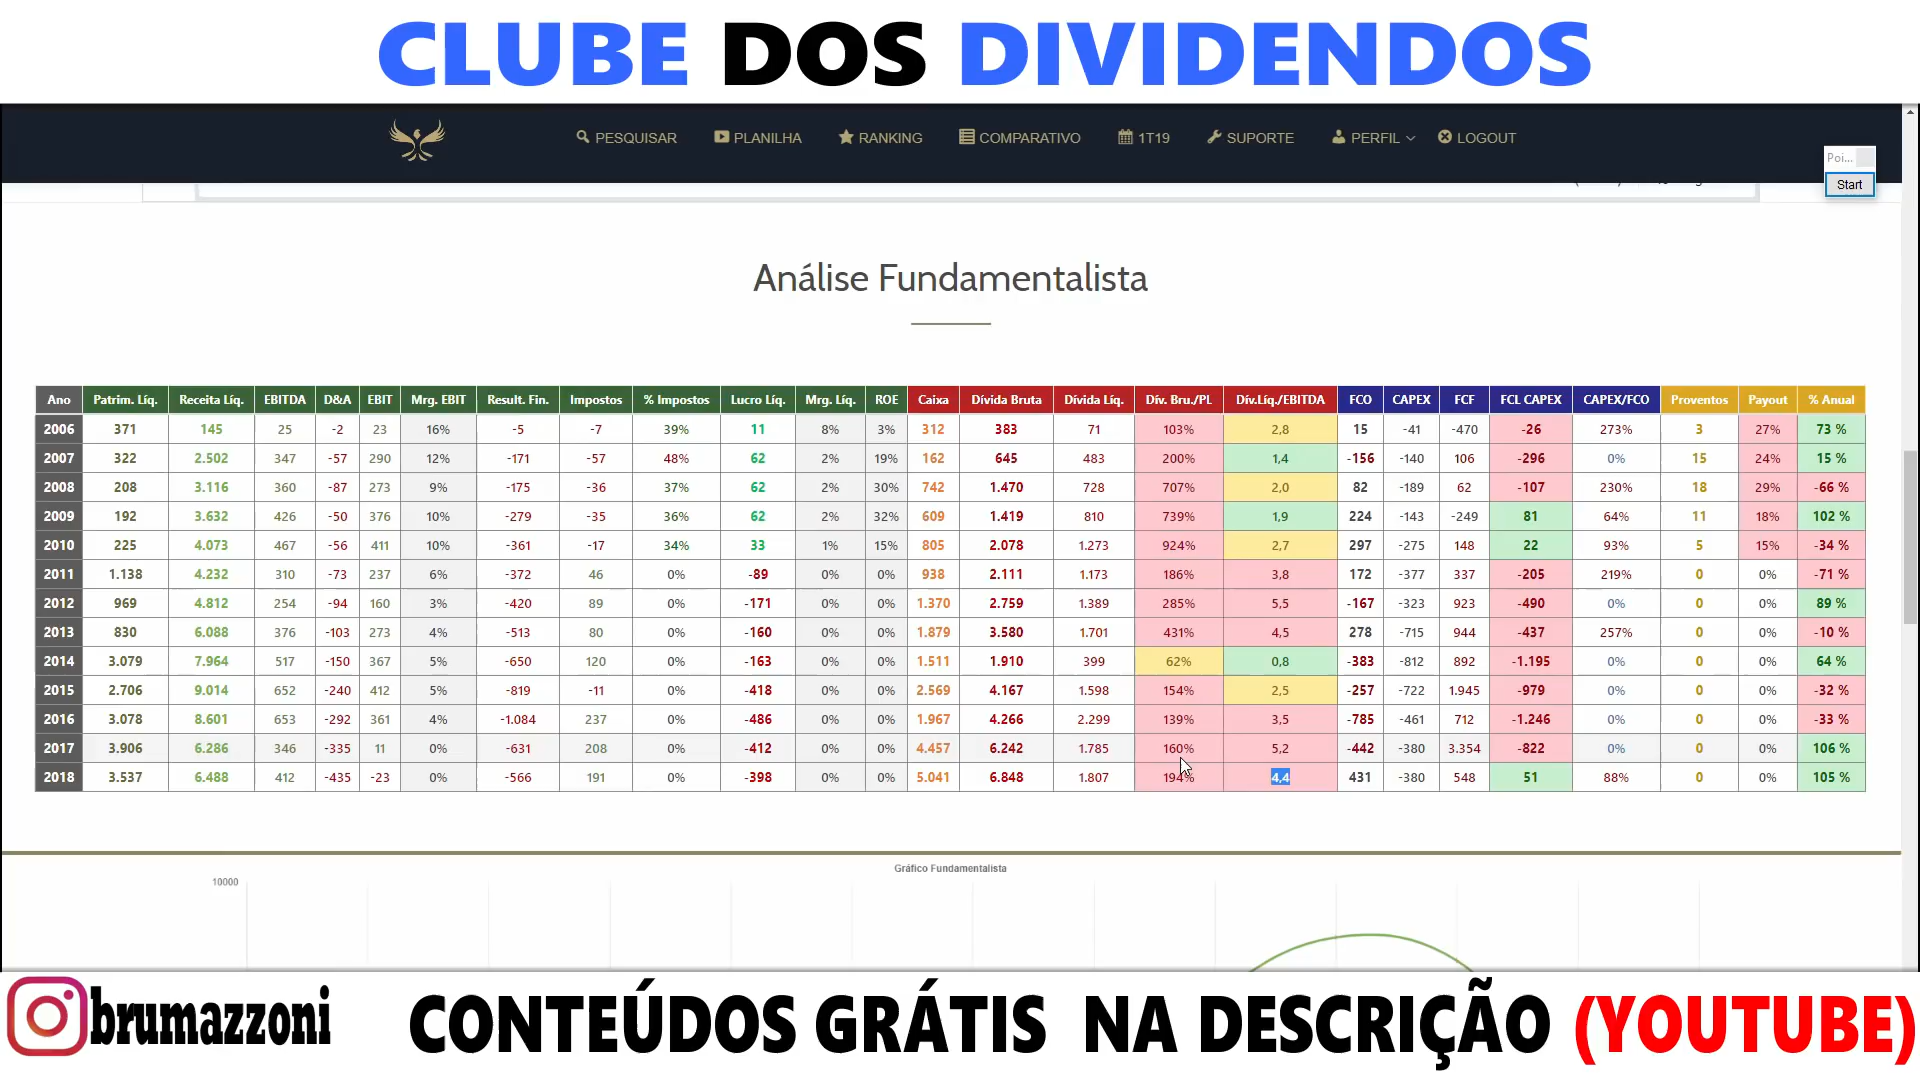 CLUBE DOS DIVIDENDOS
PESQUISAR PLANILHA RANKING COMPARATIVO 1T19 SUPORTE PERFIL LOGOUT
Poi...
Start
Análise Fundamentalista
Ano Patrim. Líq. Receita Líq. EBITDA D&A EBIT Mrg. EBIT Result. Fin. Impostos % Impostos Lucro Líq. Mrg. Líq. ROE Caixa Dívida Bruta Dívida Líq. Dív. Bru./PL Dív.Líq./EBITDA FCO CAPEX FCF FCL CAPEX CAPEX/FCO Proventos Payout % Anual
2006 371 145 25 -2 23 16% -5 -7 39% 11 8% 3% 312 383 71 103% 2,8 15 -41 -470 -26 273% 3 27% 73 %
2007 322 2.502 347 -57 290 12% -171 -57 48% 62 2% 19% 162 645 483 200% 1,4 -156 -140 106 -296 0% 15 24% 15 %
2008 208 3.116 360 -87 273 9% -175 -36 37% 62 2% 30% 742 1.470 728 707% 2,0 82 -189 62 -107 230% 18 29% -66 %
2009 192 3.632 426 -50 376 10% -279 -35 36% 62 2% 32% 609 1.419 810 739% 1,9 224 -143 -249 81 64% 11 18% 102 %
2010 225 4.073 467 -56 411 10% -361 -17 34% 33 1% 15% 805 2.078 1.273 924% 2,7 297 -275 148 22 93% 5 15% -34 %
2011 1.138 4.232 310 -73 237 6% -372 46 0% -89 0% 0% 938 2.111 1.173 186% 3,8 172 -377 337 -205 219% 0 0% -71 %
2012 969 4.812 254 -94 160 3% -420 89 0% -171 0% 0% 1.370 2.759 1.389 285% 5,5 -167 -323 923 -490 0% 0 0% 89 %
2013 830 6.088 376 -103 273 4% -513 80 0% -160 0% 0% 1.879 3.580 1.701 431% 4,5 278 -715 944 -437 257% 0 0% -10 %
2014 3.079 7.964 517 -150 367 5% -650 120 0% -163 0% 0% 1.511 1.910 399 62% 0,8 -383 -812 892 -1.195 0% 0 0% 64 %
2015 2.706 9.014 652 -240 412 5% -819 -11 0% -418 0% 0% 2.569 4.167 1.598 154% 2,5 -257 -722 1.945 -979 0% 0 0% -32 %
2016 3.078 8.601 653 -292 361 4% -1.084 237 0% -486 0% 0% 1.967 4.266 2.299 139% 3,5 -785 -461 712 -1.246 0% 0 0% -33 %
2017 3.906 6.286 346 -335 11 0% -631 208 0% -412 0% 0% 4.457 6.242 1.785 160% 5,2 -442 -380 3.354 -822 0% 0 0% 106 %
2018 3.537 6.488 412 -435 -23 0% -566 191 0% -398 0% 0% 5.041 6.848 1.807 194% 4,4 431 -380 548 51 88% 0 0% 105 %
Gráfico Fundamentalista
10000
brumazzoni CONTEÚDOS GRÁTIS NA DESCRIÇÃO (YOUTUBE)